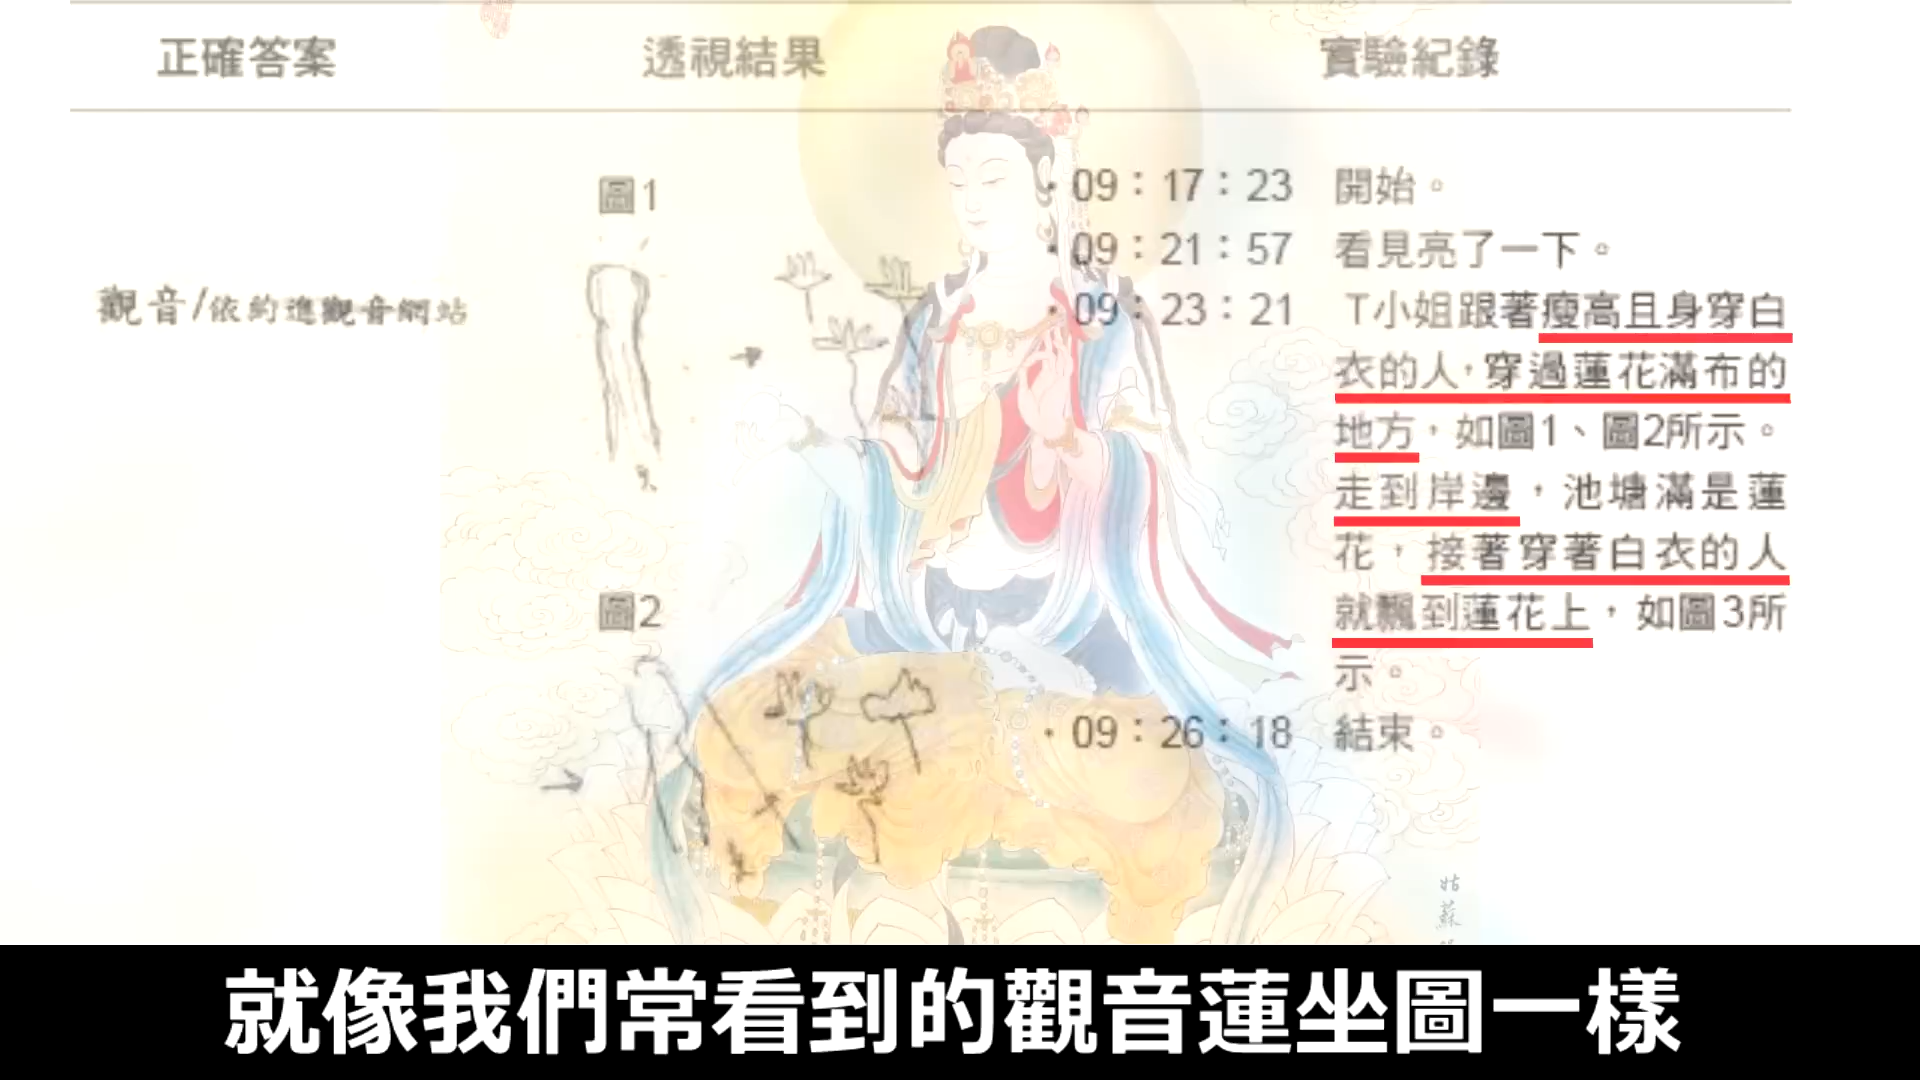 正確答案
透視結果
實驗紀錄
觀音/依約進觀音網站
圖1
圖2
·09：17：23 開始。
·09：21：57 看見亮了一下。
·09：23：21 T小姐跟著瘦高且身穿白
衣的人，穿過蓮花滿布的
地方，如圖1、圖2所示。
走到岸邊，池塘滿是蓮
花，接著穿著白衣的人
就飄到蓮花上，如圖3所
示。
·09：26：18 結束。
姑蘇
就像我們常看到的觀音蓮坐圖一樣